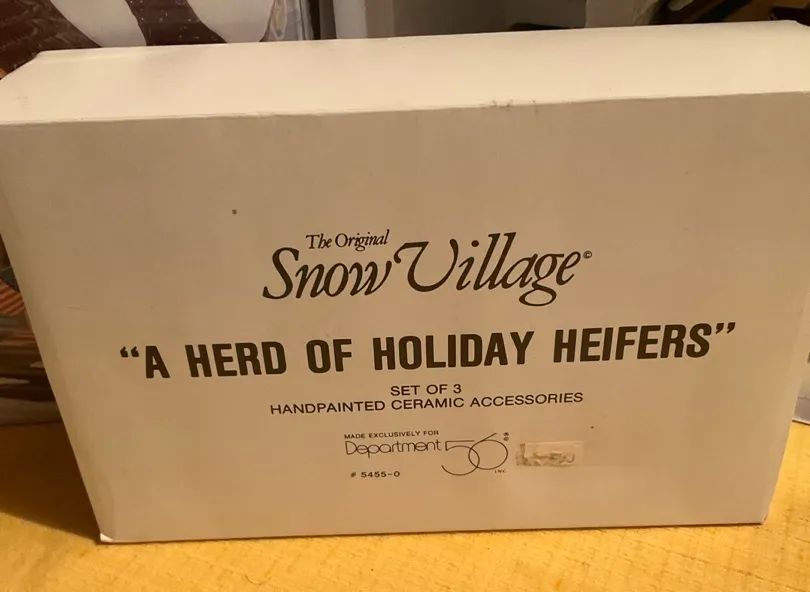 The Original
Snow Village©
“A HERD OF HOLIDAY HEIFERS”
SET OF 3
HANDPAINTED CERAMIC ACCESSORIES
MADE EXCLUSIVELY FOR
Department 56®
INC.
# 5455-0